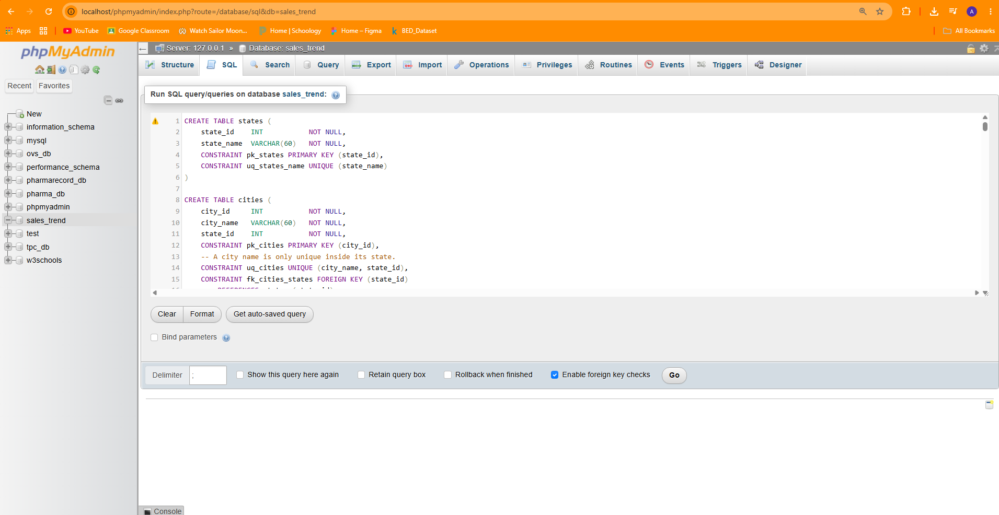 localhost/phpmyadmin/index.php?route=/database/sql&db=sales_trend
A
Apps
YouTube
Google Classroom
Watch Sailor Moon...
Home | Schoology
Home – Figma
BED_Dataset
All Bookmarks
phpMyAdmin
Recent
Favorites
New
information_schema
mysql
ovs_db
performance_schema
pharmarecord_db
pharma_db
phpmyadmin
sales_trend
test
tpc_db
w3schools
Server: 127.0.0.1 » Database: sales_trend
Structure
SQL
Search
Query
Export
Import
Operations
Privileges
Routines
Events
Triggers
Designer
Run SQL query/queries on database sales_trend:
1 CREATE TABLE states (
2     state_id    INT           NOT NULL,
3     state_name  VARCHAR(60)   NOT NULL,
4     CONSTRAINT pk_states PRIMARY KEY (state_id),
5     CONSTRAINT uq_states_name UNIQUE (state_name)
6 )
7
8 CREATE TABLE cities (
9     city_id     INT           NOT NULL,
10     city_name   VARCHAR(60)   NOT NULL,
11     state_id    INT           NOT NULL,
12     CONSTRAINT pk_cities PRIMARY KEY (city_id),
13     -- A city name is only unique inside its state.
14     CONSTRAINT uq_cities UNIQUE (city_name, state_id),
15     CONSTRAINT fk_cities_states FOREIGN KEY (state_id)
Clear
Format
Get auto-saved query
Bind parameters
Delimiter
;
Show this query here again
Retain query box
Rollback when finished
Enable foreign key checks
Go
Console